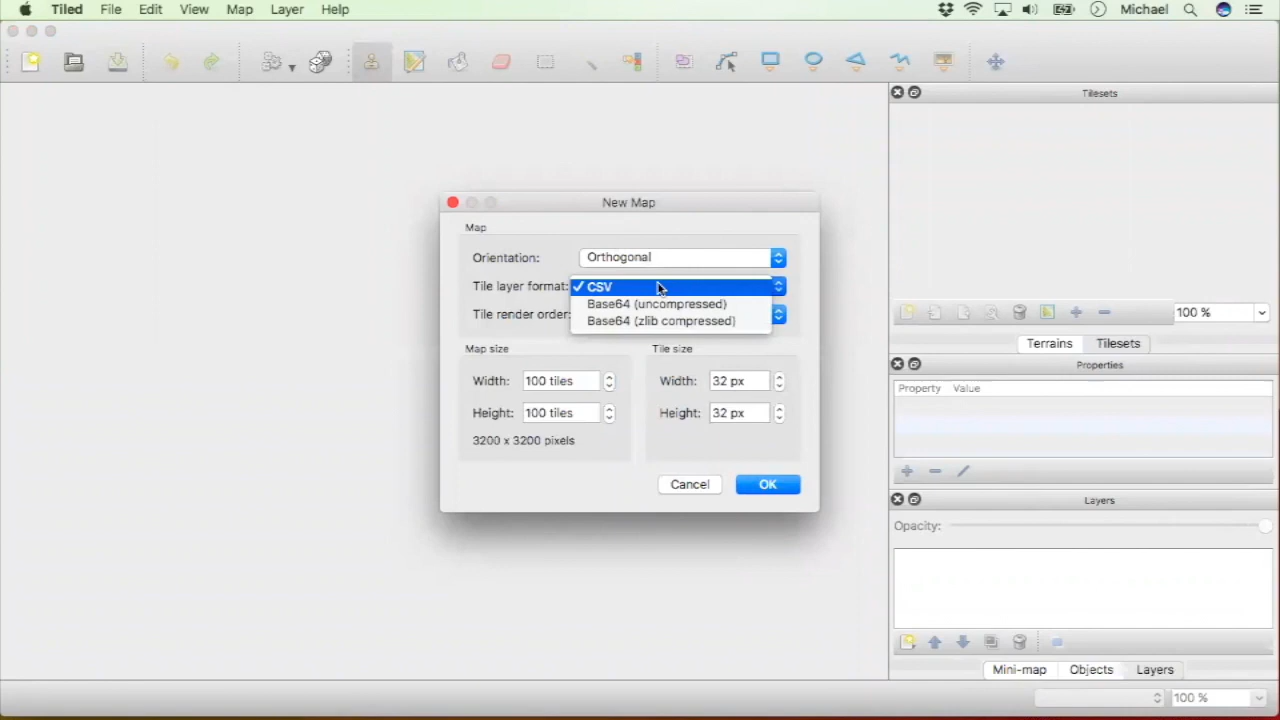 Tiled File Edit View Map Layer Help Michael
Tilesets
New Map
Map
Orientation: Orthogonal
Tile layer format: CSV
Base64 (uncompressed)
Tile render order: Base64 (zlib compressed)
100 %
Terrains Tilesets
Map size Tile size
Properties
Width: 100 tiles Width: 32 px
Property Value
Height: 100 tiles Height: 32 px
3200 x 3200 pixels
Cancel OK
Layers
Opacity:
Mini-map Objects Layers
100 %